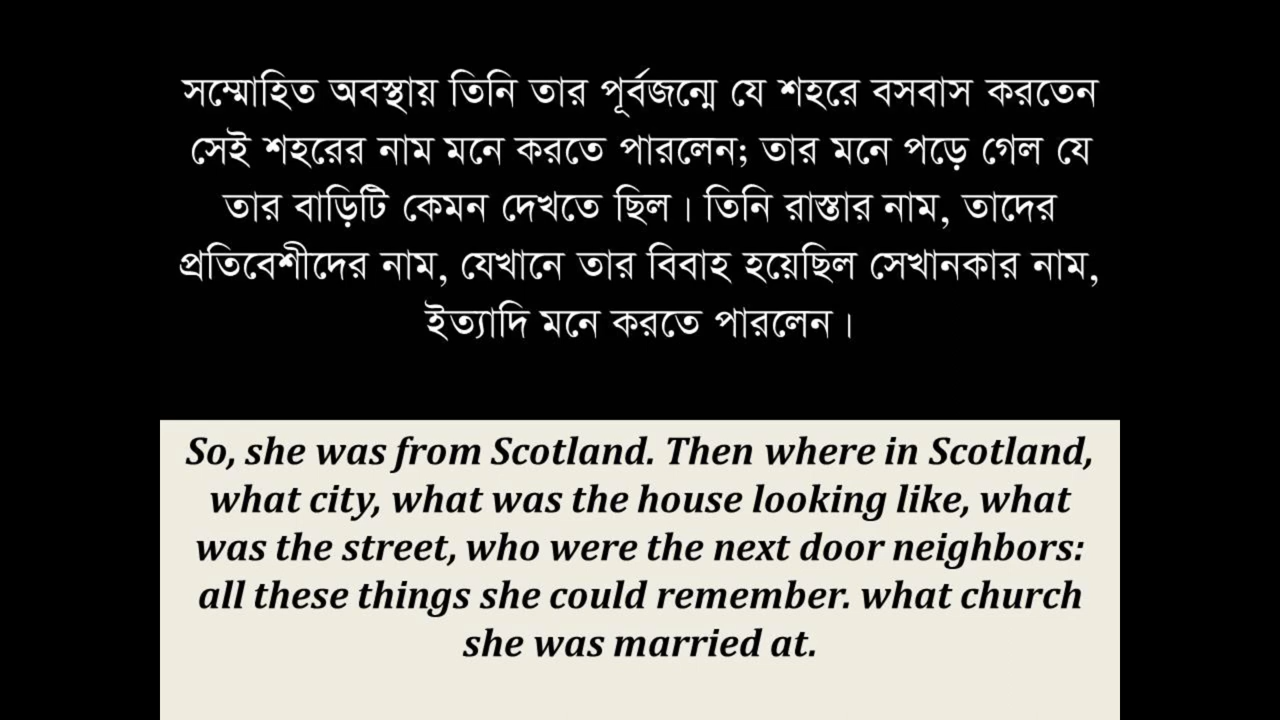 সম্মোহিত অবস্থায় তিনি তার পূর্বজন্মে যে শহরে বসবাস করতেন
সেই শহরের নাম মনে করতে পারলেন; তার মনে পড়ে গেল যে
তার বাড়িটি কেমন দেখতে ছিল। তিনি রাস্তার নাম, তাদের
প্রতিবেশীদের নাম, যেখানে তার বিবাহ হয়েছিল সেখানকার নাম,
ইত্যাদি মনে করতে পারলেন।
So, she was from Scotland. Then where in Scotland,
what city, what was the house looking like, what
was the street, who were the next door neighbors:
all these things she could remember. what church
she was married at.